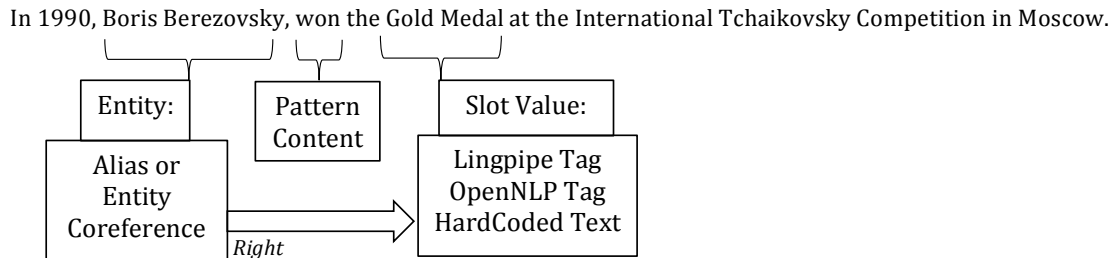 In 1990, Boris Berezovsky, won the Gold Medal at the International Tchaikovsky Competition in Moscow.
Entity:
Alias or
Entity
Coreference
Pattern
Content
Slot Value:
Lingpipe Tag
OpenNLP Tag
HardCoded Text
Right